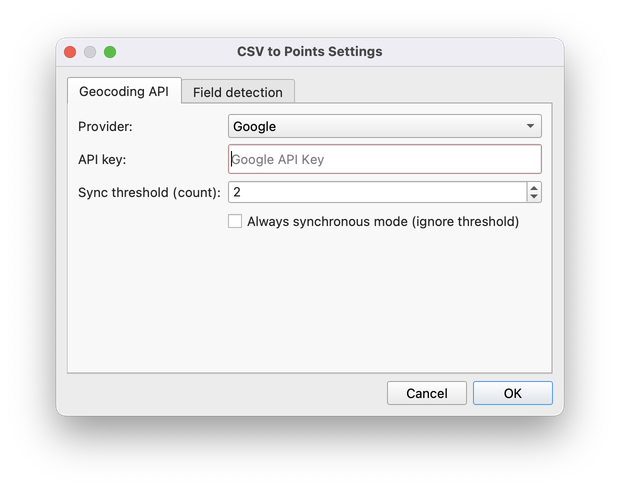 CSV to Points Settings
Geocoding API
Field detection
Provider:
Google
API key:
Google API Key
Sync threshold (count):
2
Always synchronous mode (ignore threshold)
Cancel
OK